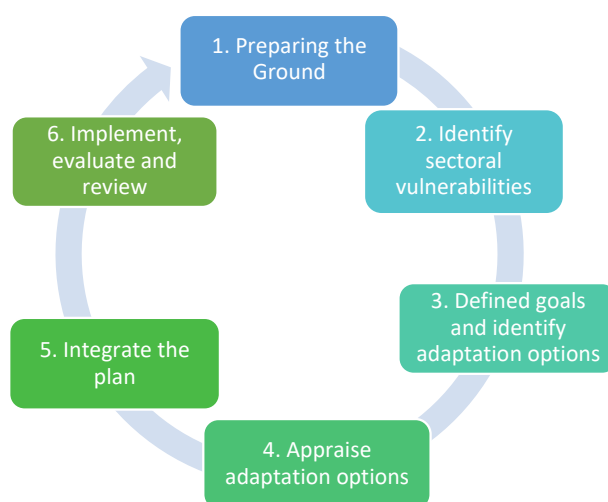 1. Preparing the
Ground
2. Identify
sectoral
vulnerabilities
3. Defined goals
and identify
adaptation options
4. Appraise
adaptation options
5. Integrate the
plan
6. Implement,
evaluate and
review